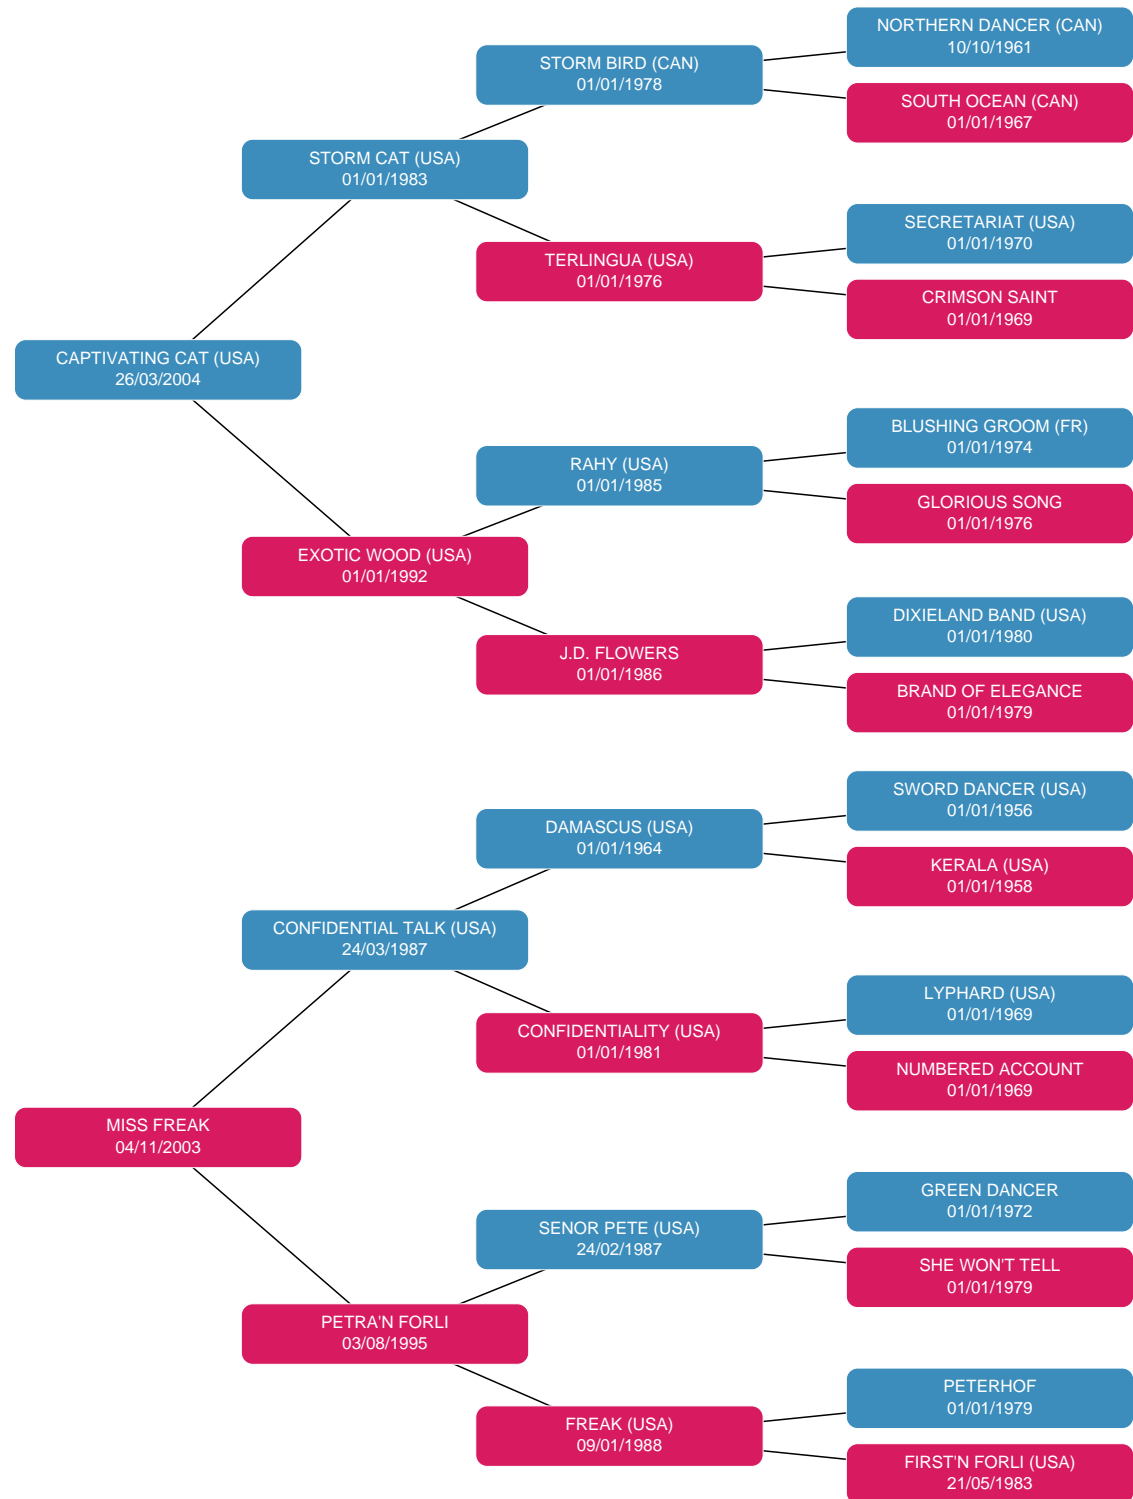 NORTHERN DANCER (CAN)
10/10/1961
STORM BIRD (CAN)
01/01/1978
SOUTH OCEAN (CAN)
01/01/1967
STORM CAT (USA)
01/01/1983
SECRETARIAT (USA)
01/01/1970
TERLINGUA (USA)
01/01/1976
CRIMSON SAINT
01/01/1969
CAPTIVATING CAT (USA)
26/03/2004
BLUSHING GROOM (FR)
01/01/1974
RAHY (USA)
01/01/1985
GLORIOUS SONG
01/01/1976
EXOTIC WOOD (USA)
01/01/1992
DIXIELAND BAND (USA)
01/01/1980
J.D. FLOWERS
01/01/1986
BRAND OF ELEGANCE
01/01/1979
SWORD DANCER (USA)
01/01/1956
DAMASCUS (USA)
01/01/1964
KERALA (USA)
01/01/1958
CONFIDENTIAL TALK (USA)
24/03/1987
LYPHARD (USA)
01/01/1969
CONFIDENTIALITY (USA)
01/01/1981
NUMBERED ACCOUNT
01/01/1969
MISS FREAK
04/11/2003
GREEN DANCER
01/01/1972
SENOR PETE (USA)
24/02/1987
SHE WON'T TELL
01/01/1979
PETRA'N FORLI
03/08/1995
PETERHOF
01/01/1979
FREAK (USA)
09/01/1988
FIRST'N FORLI (USA)
21/05/1983